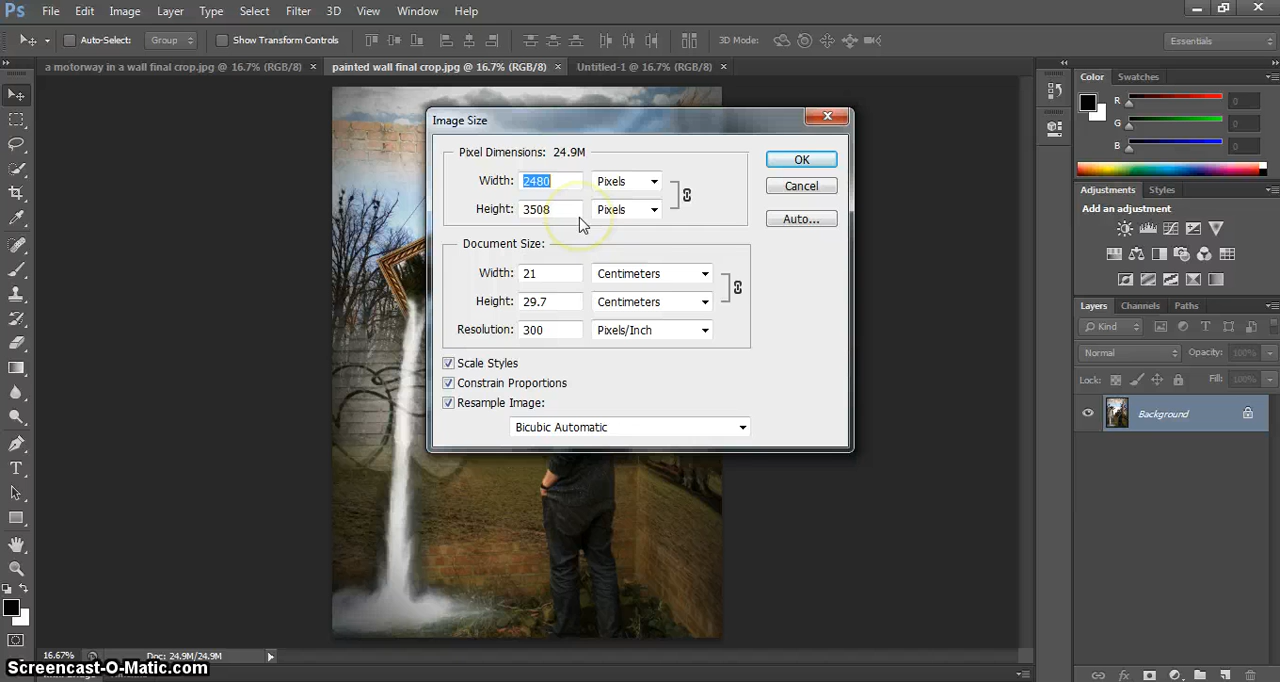 Ps File Edit Image Layer Type Select Filter 3D View Window Help
Auto-Select: Group Show Transform Controls 3D Mode: Essentials
a motorway in a wall final crop.jpg @ 16.7% (RGB/8) × painted wall final crop.jpg @ 16.7% (RGB/8) × Untitled-1 @ 16.7% (RGB/8) ×
Color Swatches
R 0
G 0
B 0
Adjustments Styles
Add an adjustment
Layers Channels Paths
Kind
Normal Opacity: 100%
Lock: Fill: 100%
Background
Image Size
Pixel Dimensions: 24.9M
Width: 2480 Pixels
Height: 3508 Pixels
OK
Cancel
Auto...
Document Size:
Width: 21 Centimeters
Height: 29.7 Centimeters
Resolution: 300 Pixels/Inch
Scale Styles
Constrain Proportions
Resample Image:
Bicubic Automatic
16.67% Doc: 24.9M/24.9M
Screencast-O-Matic.com